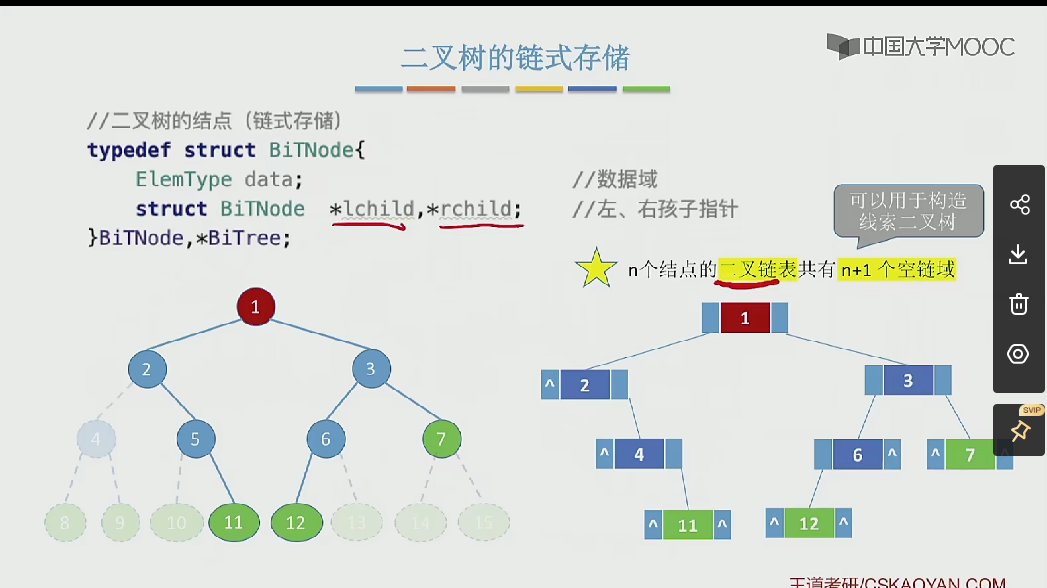 二叉树的链式存储
中国大学MOOC
//二叉树的结点（链式存储）
typedef struct BiTNode{
ElemType data; //数据域
struct BiTNode *lchild,*rchild; //左、右孩子指针
}BiTNode,*BiTree;
可以用于构造
线索二叉树
n个结点的二叉链表共有 n+1 个空链域
1
2 3
4 5 6 7
8 9 10 11 12 13 14 15
1
^ 2 3
^ 4 6 ^ ^ 7 ^
^ 11 ^ ^ 12 ^
SVIP
王道考研/CSKAOYAN.COM